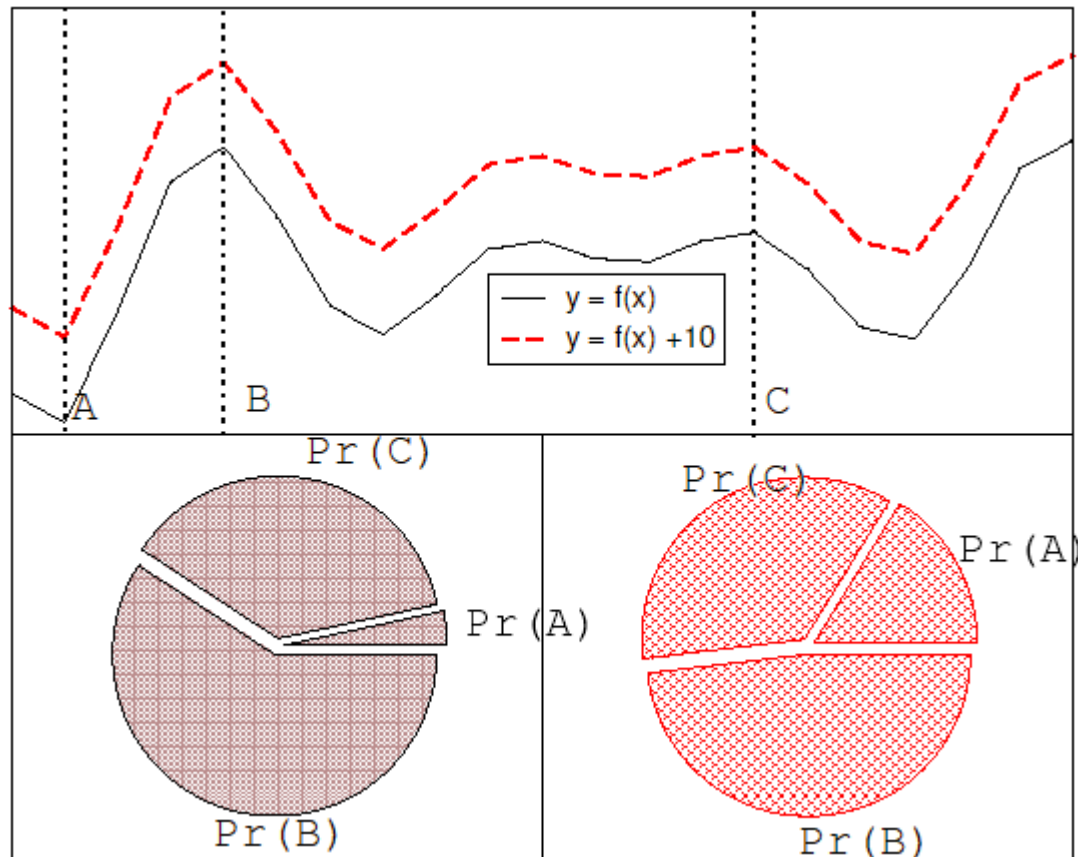 y = f(x)
y = f(x) +10
A
B
C
Pr(C)
Pr(A)
Pr(B)
Pr(C)
Pr(A)
Pr(B)